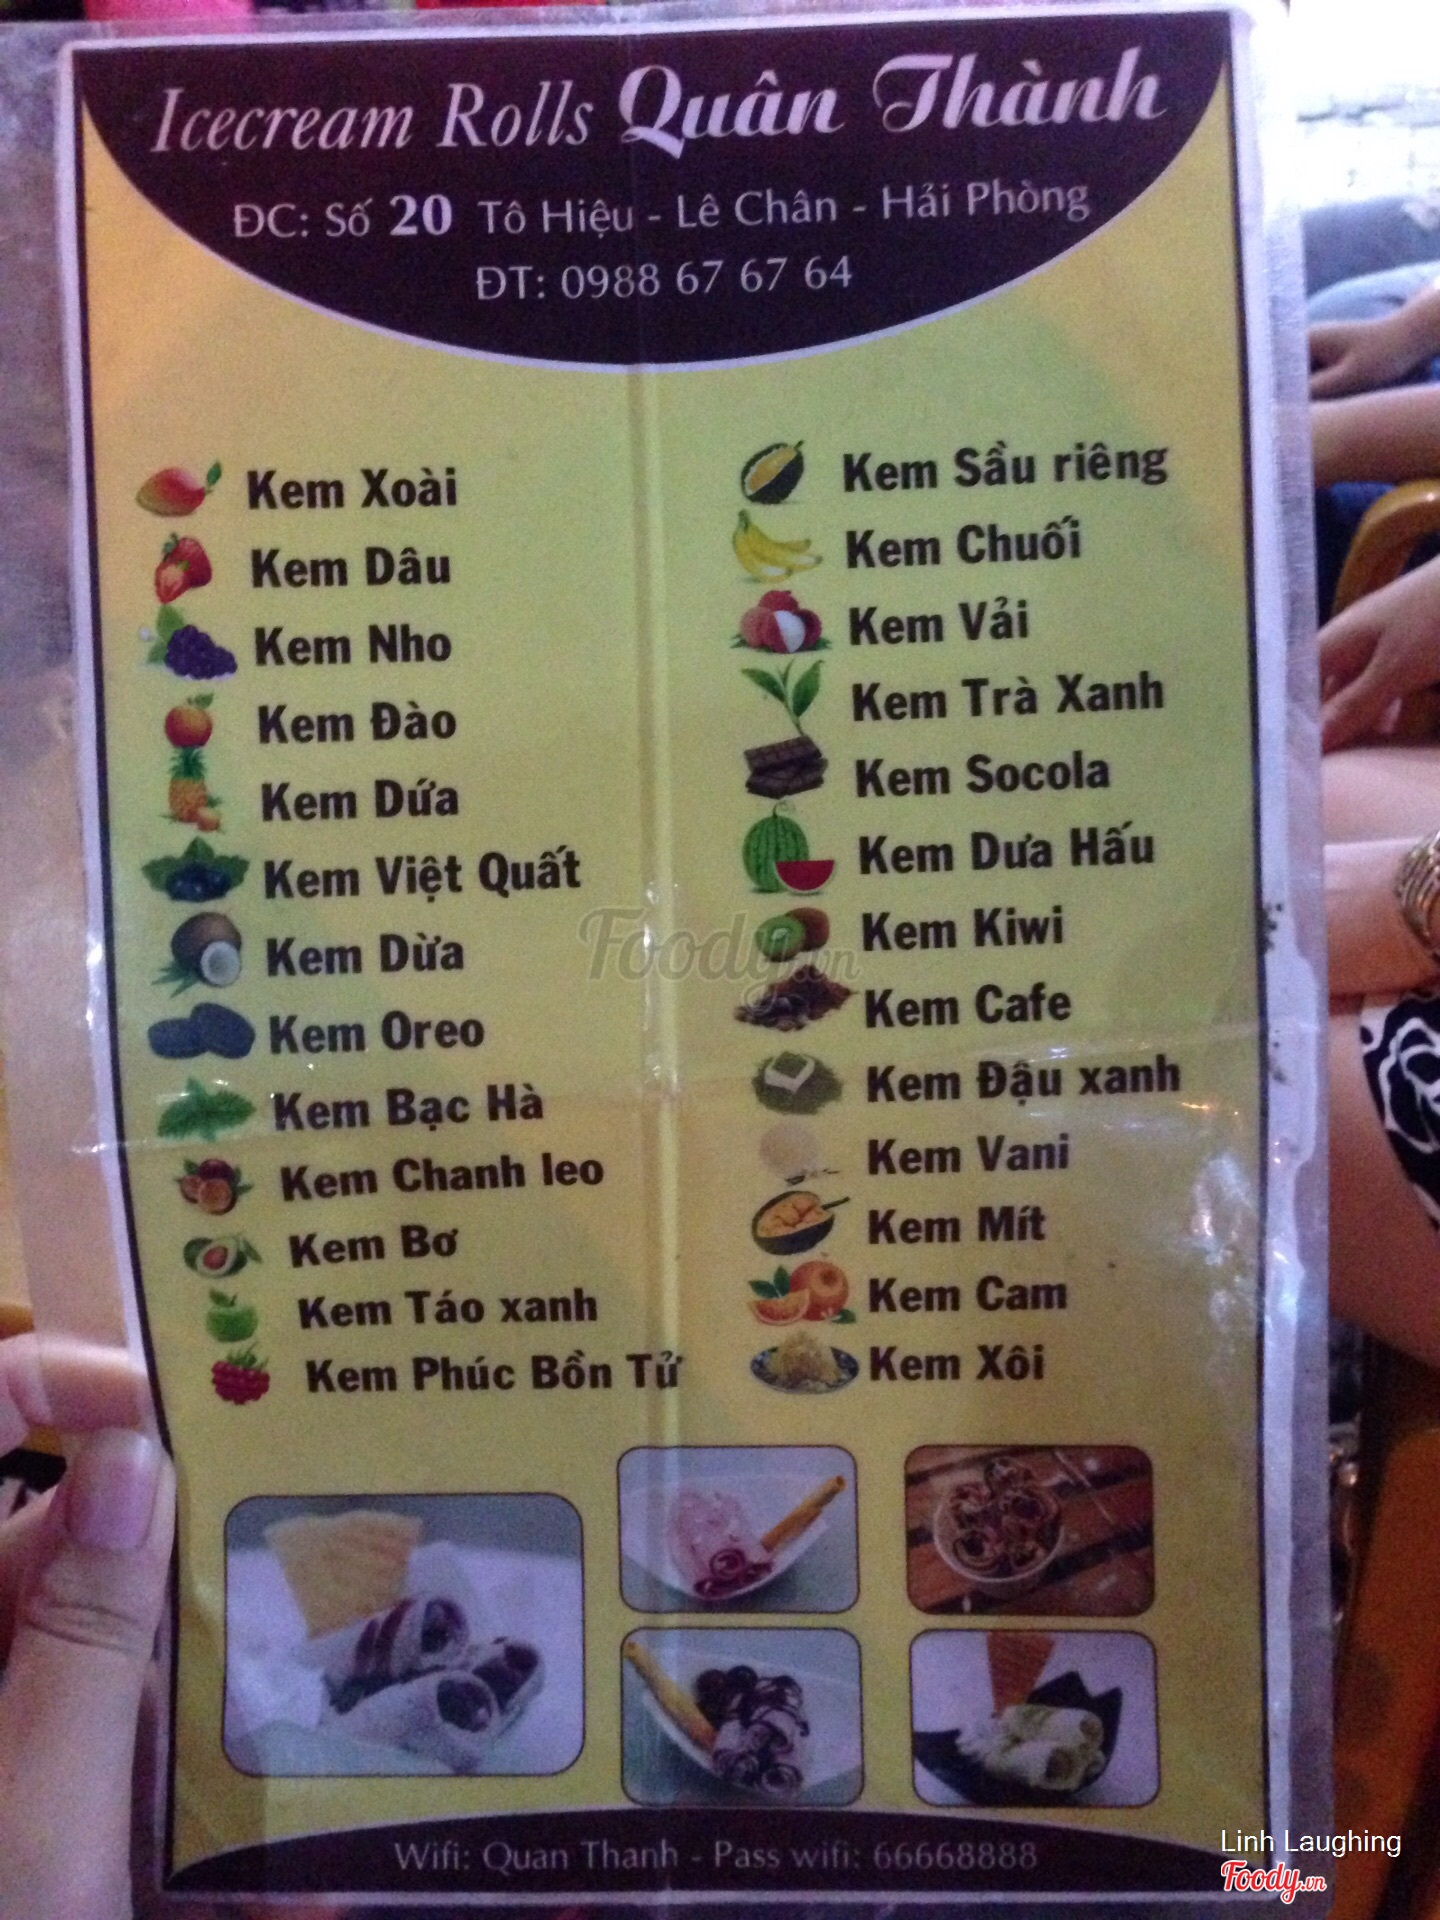 Icecream Rolls Quân Thành
ĐC: Số 20 Tô Hiệu - Lê Chân - Hải Phòng
ĐT: 0988 67 67 64
Kem Xoài
Kem Dâu
Kem Nho
Kem Đào
Kem Dứa
Kem Việt Quất
Kem Dừa
Kem Oreo
Kem Bạc Hà
Kem Chanh leo
Kem Bơ
Kem Táo xanh
Kem Phúc Bồn Tử
Kem Sầu riêng
Kem Chuối
Kem Vải
Kem Trà Xanh
Kem Socola
Kem Dưa Hấu
Kem Kiwi
Kem Cafe
Kem Đậu xanh
Kem Vani
Kem Mít
Kem Cam
Kem Xôi
Foody.vn
Wifi: Quan Thanh - Pass wifi: 66668888
Linh Laughing
Foody.vn